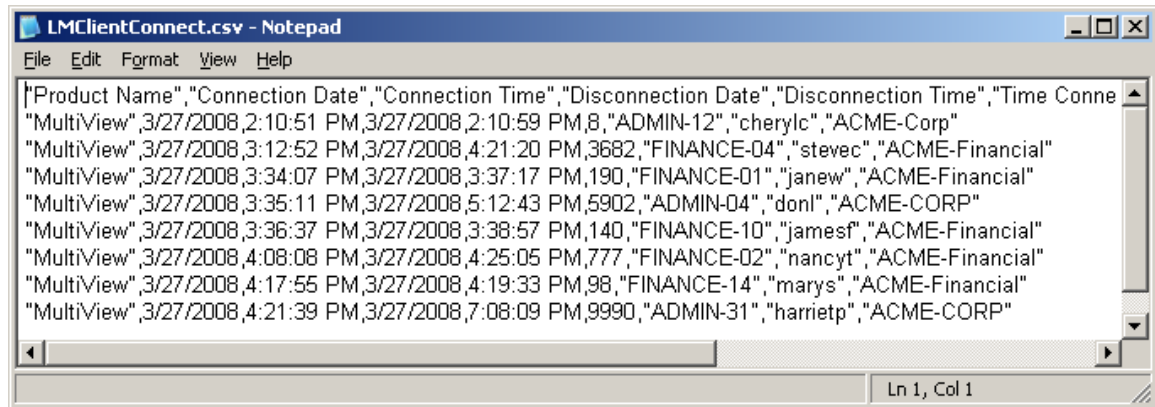 LMClientConnect.csv - Notepad
File Edit Format View Help
"Product Name","Connection Date","Connection Time","Disconnection Date","Disconnection Time","Time Conne
"MultiView",3/27/2008,2:10:51 PM,3/27/2008,2:10:59 PM,8,"ADMIN-12","cherylc","ACME-Corp"
"MultiView",3/27/2008,3:12:52 PM,3/27/2008,4:21:20 PM,3682,"FINANCE-04","stevec","ACME-Financial"
"MultiView",3/27/2008,3:34:07 PM,3/27/2008,3:37:17 PM,190,"FINANCE-01","janew","ACME-Financial"
"MultiView",3/27/2008,3:35:11 PM,3/27/2008,5:12:43 PM,5902,"ADMIN-04","donl","ACME-CORP"
"MultiView",3/27/2008,3:36:37 PM,3/27/2008,3:38:57 PM,140,"FINANCE-10","jamesf","ACME-Financial"
"MultiView",3/27/2008,4:08:08 PM,3/27/2008,4:25:05 PM,777,"FINANCE-02","nancyt","ACME-Financial"
"MultiView",3/27/2008,4:17:55 PM,3/27/2008,4:19:33 PM,98,"FINANCE-14","marys","ACME-Financial"
"MultiView",3/27/2008,4:21:39 PM,3/27/2008,7:08:09 PM,9990,"ADMIN-31","harrietp","ACME-CORP"
Ln 1, Col 1